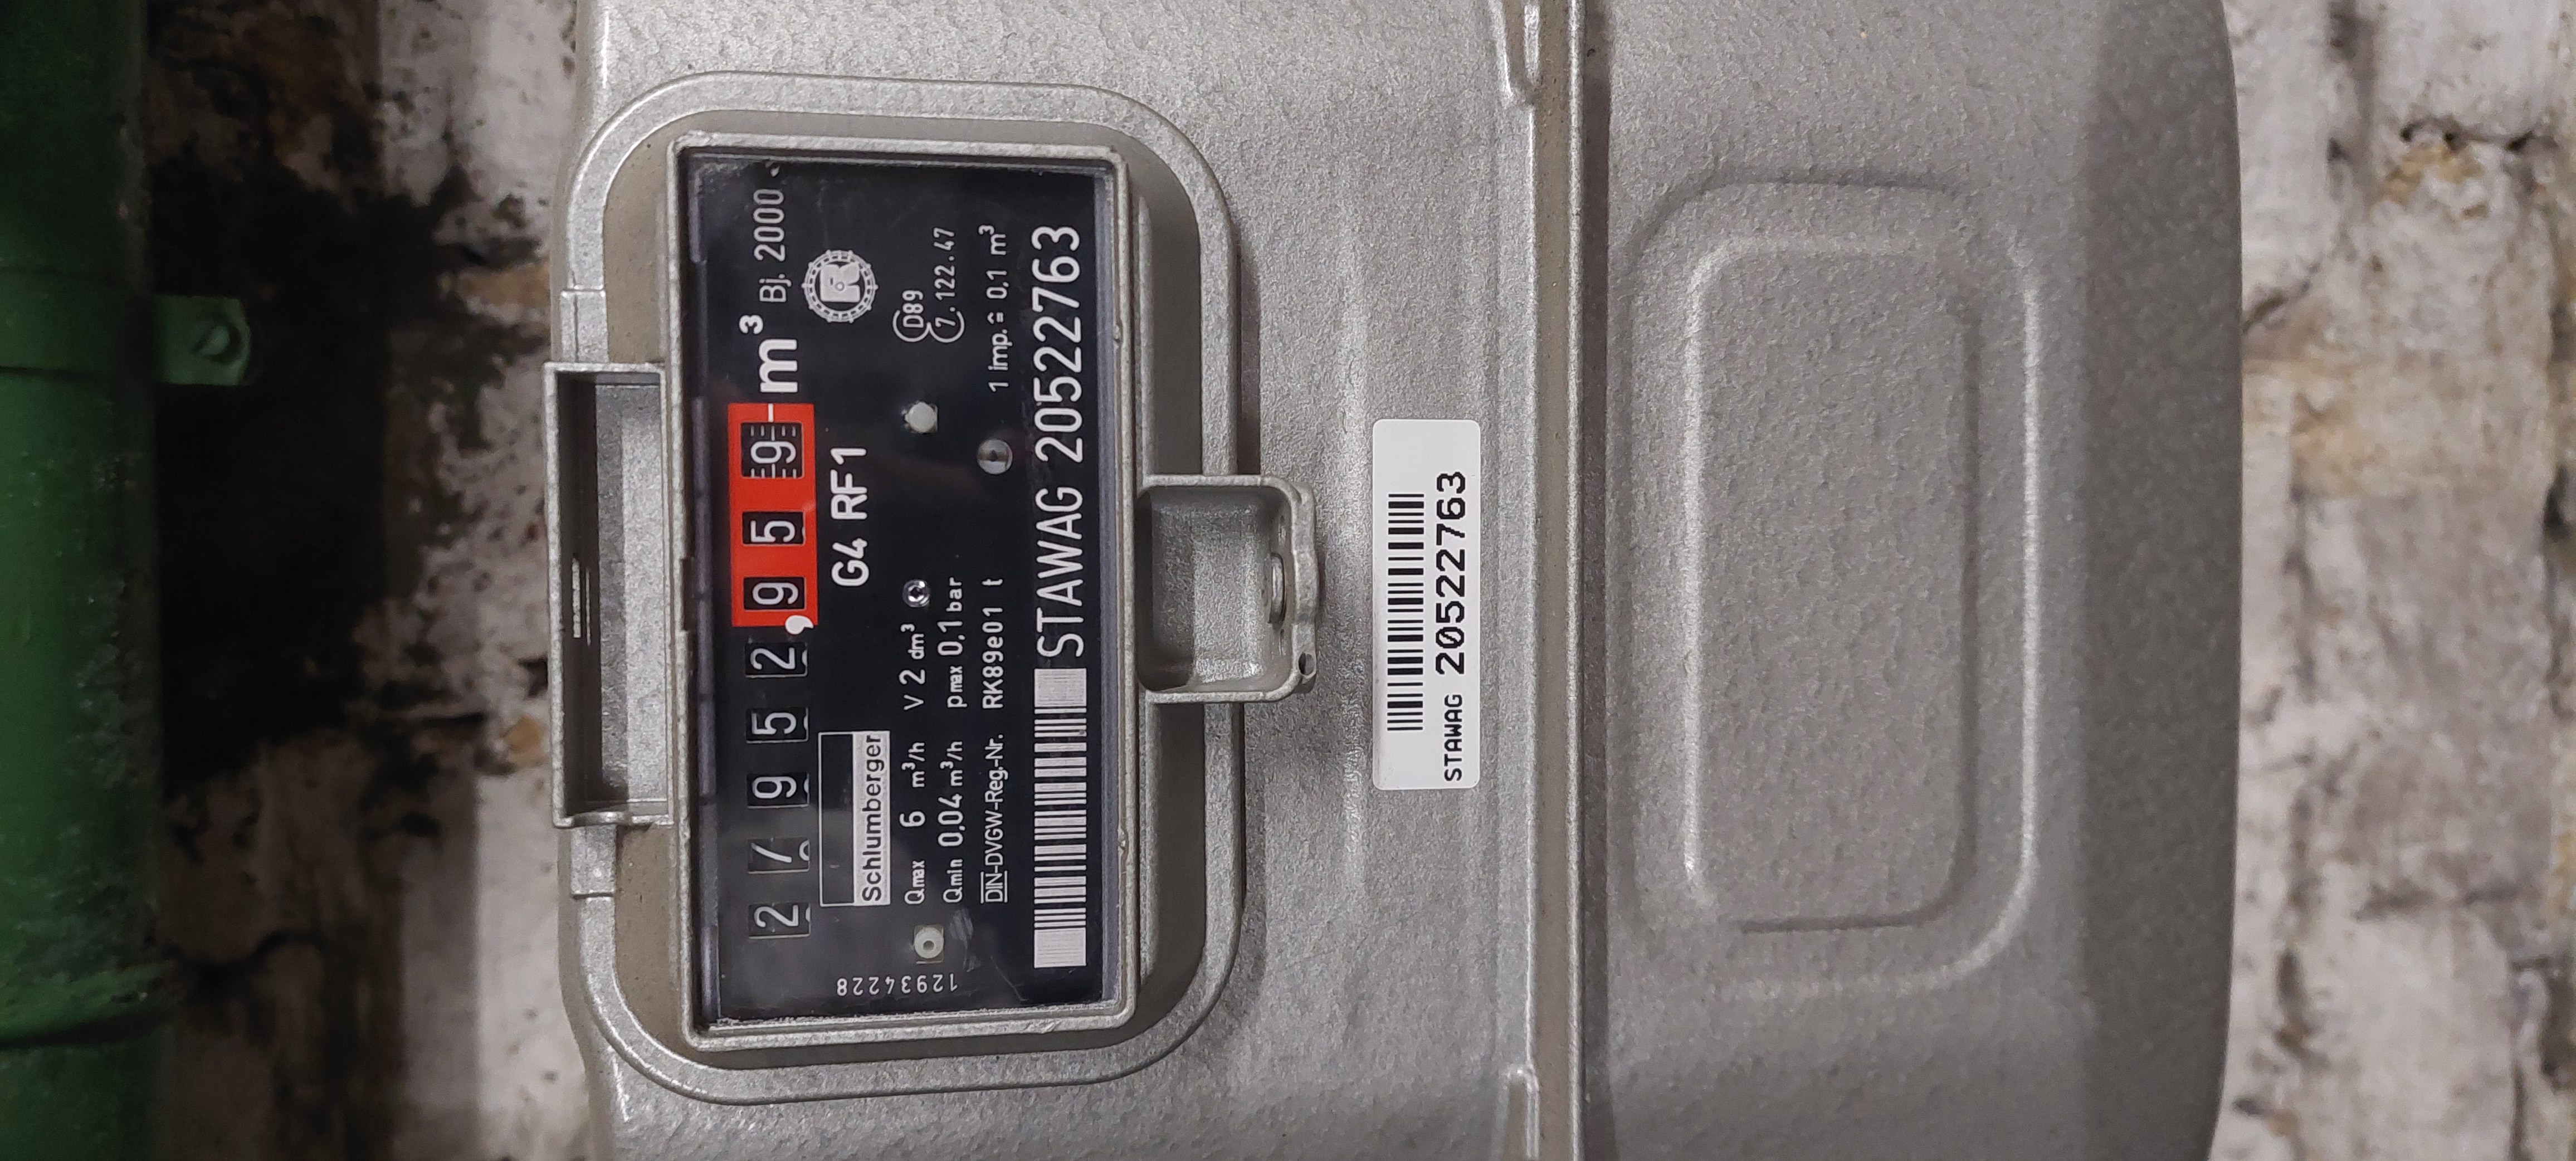 27952,959 m³ Bj. 2000
Schlumberger
G4 RF1
R
12934228
Qmax 6 m³/h V 2 dm³
D89
Qmin 0,04 m³/h pmax 0,1 bar
7.122.47
DIN-DVGW-Reg.-Nr. RK89e01 t
1 imp. ≙ 0,1 m³
STAWAG 20522763
STAWAG 20522763